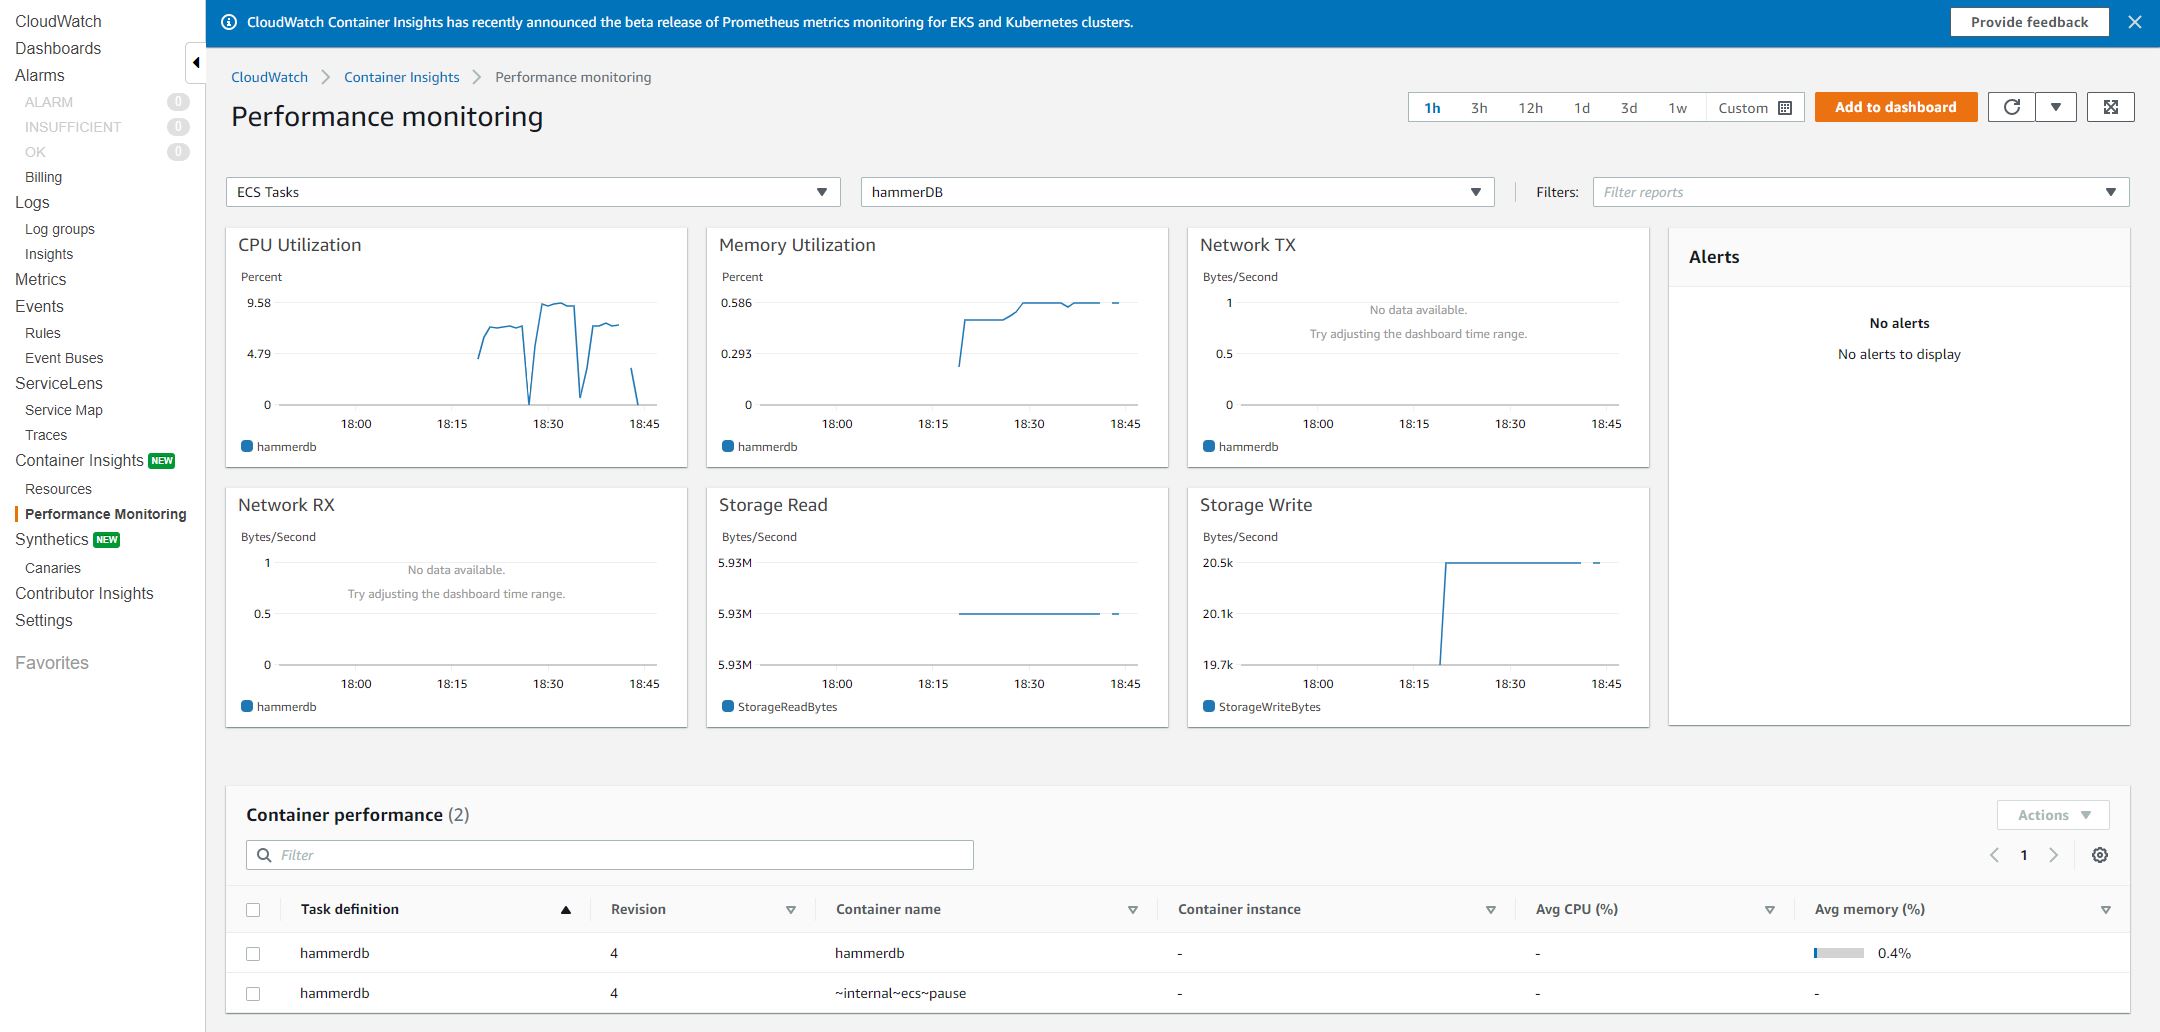 CloudWatch
Dashboards
Alarms
ALARM 0
INSUFFICIENT 0
OK 0
Billing
Logs
Log groups
Insights
Metrics
Events
Rules
Event Buses
ServiceLens
Service Map
Traces
Container Insights NEW
Resources
Performance Monitoring
Synthetics NEW
Canaries
Contributor Insights
Settings
Favorites
CloudWatch Container Insights has recently announced the beta release of Prometheus metrics monitoring for EKS and Kubernetes clusters.
Provide feedback
CloudWatch Container Insights Performance monitoring
Performance monitoring
1h 3h 12h 1d 3d 1w Custom
Add to dashboard
ECS Tasks
hammerDB
Filters:
Filter reports
CPU Utilization
Percent
9.58
4.79
0
18:00 18:15 18:30 18:45
hammerdb
Memory Utilization
Percent
0.586
0.293
0
18:00 18:15 18:30 18:45
hammerdb
Network TX
Bytes/Second
1
No data available.
Try adjusting the dashboard time range.
0.5
0
18:00 18:15 18:30 18:45
hammerdb
Alerts
No alerts
No alerts to display
Network RX
Bytes/Second
1
No data available.
Try adjusting the dashboard time range.
0.5
0
18:00 18:15 18:30 18:45
hammerdb
Storage Read
Bytes/Second
5.93M
5.93M
5.93M
18:00 18:15 18:30 18:45
StorageReadBytes
Storage Write
Bytes/Second
20.5k
20.1k
19.7k
18:00 18:15 18:30 18:45
StorageWriteBytes
Container performance (2)
Actions
Filter
1
Task definition Revision Container name Container instance Avg CPU (%) Avg memory (%)
hammerdb 4 hammerdb - - 0.4%
hammerdb 4 ~internal~ecs~pause - - -